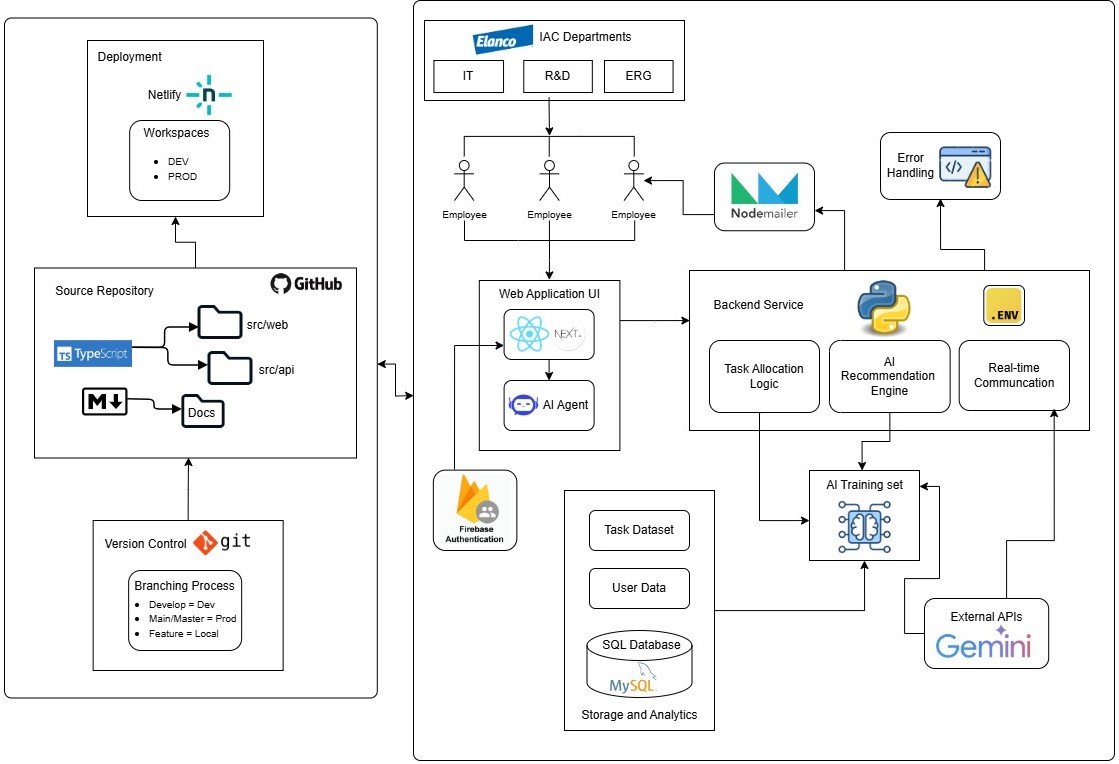 Deployment
Netlify
Workspaces
DEV
PROD
Source Repository
GitHub
TS TypeScript
src/web
src/api
M
Docs
Version Control
git
Branching Process
Develop = Dev
Main/Master = Prod
Feature = Local
Elanco
IAC Departments
IT
R&D
ERG
Employee
Employee
Employee
Nodemailer
Error
Handling
Web Application UI
NEXT.
AI Agent
Firebase
Authentication
Backend Service
.ENV
Task Allocation
Logic
AI
Recommendation
Engine
Real-time
Communcation
AI Training set
Task Dataset
User Data
SQL Database
MySQL
Storage and Analytics
External APIs
Gemini